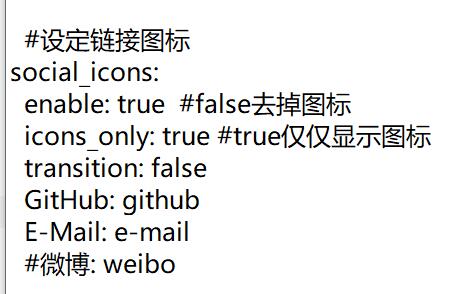 #设定链接图标
social_icons:
  enable: true  #false去掉图标
  icons_only: true #true仅仅显示图标
  transition: false
  GitHub: github
  E-Mail: e-mail
  #微博: weibo